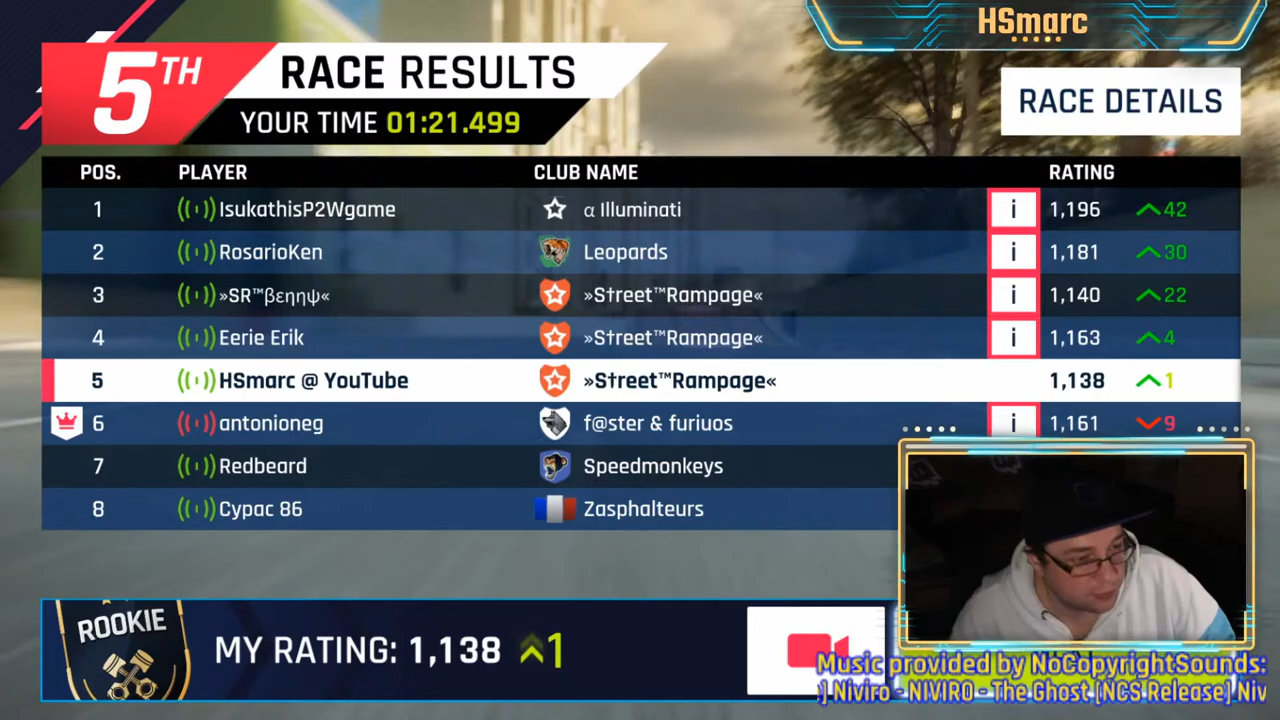 HSmarc
5TH
RACE RESULTS
YOUR TIME 01:21.499
RACE DETAILS
POS. PLAYER CLUB NAME RATING
1 IsukathisP2Wgame α Illuminati i 1,196 42
2 RosarioKen Leopards i 1,181 30
3 »SR™βεηηψ« »S†reet™Rampage« i 1,140 22
4 Eerie Erik »S†reet™Rampage« i 1,163 4
5 HSmarc @ YouTube »S†reet™Rampage« 1,138 1
6 antonioneg f@ster & furiuos i 1,161 9
7 Redbeard Speedmonkeys
8 Cypac 86 Zasphalteurs
ROOKIE
MY RATING: 1,138 1
Music provided by NoCopyrightSounds:
] Niviro - NIVIRO - The Ghost [NCS Release] Niv